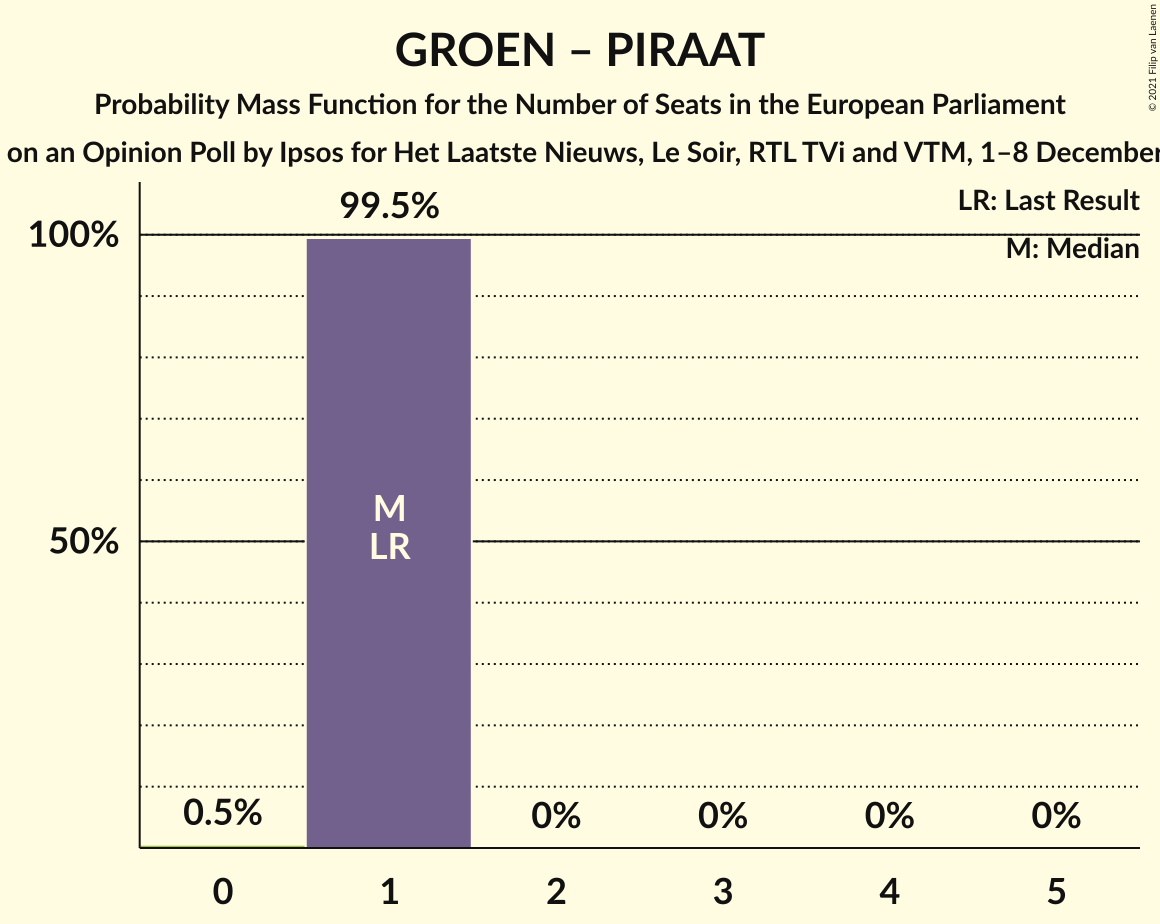 GROEN – PIRAAT
Probability Mass Function for the Number of Seats in the European Parliament
on an Opinion Poll by Ipsos for Het Laatste Nieuws, Le Soir, RTL TVi and VTM, 1–8 December
© 2021 Filip van Laenen
LR: Last Result
M: Median
99.5%
100%
M
LR
50%
0.5%
0%
0%
0%
0%
0
1
2
3
4
5